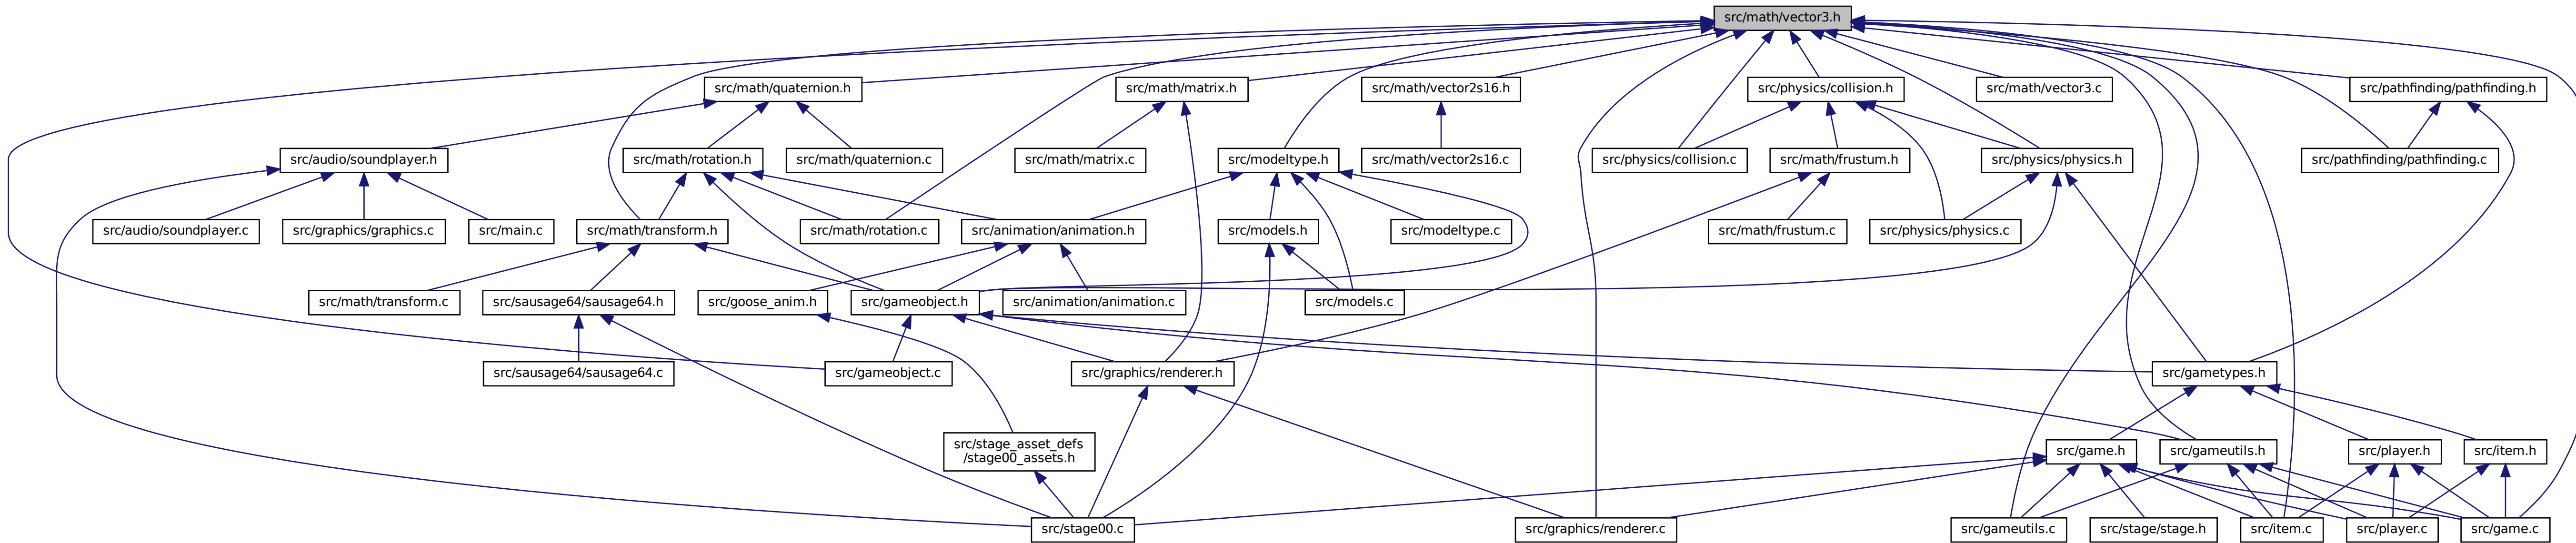 src/math/vector3.h
src/math/quaternion.h
src/math/matrix.h
src/math/vector2s16.h
src/physics/collision.h
src/math/vector3.c
src/pathfinding/pathfinding.h
src/audio/soundplayer.h
src/math/rotation.h
src/math/quaternion.c
src/math/matrix.c
src/modeltype.h
src/math/vector2s16.c
src/physics/collision.c
src/math/frustum.h
src/physics/physics.h
src/pathfinding/pathfinding.c
src/audio/soundplayer.c
src/graphics/graphics.c
src/main.c
src/math/transform.h
src/math/rotation.c
src/animation/animation.h
src/models.h
src/modeltype.c
src/math/frustum.c
src/physics/physics.c
src/math/transform.c
src/sausage64/sausage64.h
src/goose_anim.h
src/gameobject.h
src/animation/animation.c
src/models.c
src/sausage64/sausage64.c
src/gameobject.c
src/graphics/renderer.h
src/gametypes.h
src/stage_asset_defs
/stage00_assets.h
src/game.h
src/gameutils.h
src/player.h
src/item.h
src/stage00.c
src/graphics/renderer.c
src/gameutils.c
src/stage/stage.h
src/item.c
src/player.c
src/game.c